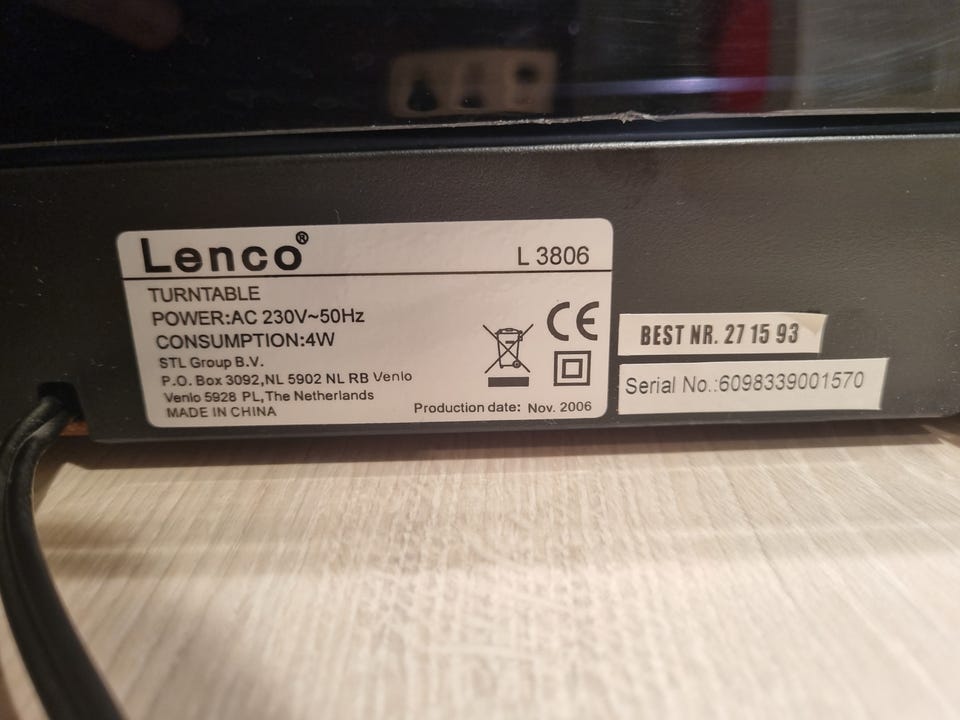 Lenco®
L 3806
TURNTABLE
POWER:AC 230V~50Hz
CONSUMPTION:4W
STL Group B.V.
P.O. Box 3092,NL 5902 NL RB Venlo
Venlo 5928 PL,The Netherlands
MADE IN CHINA
Production date: Nov. 2006
CE
BEST NR. 27 15 93
Serial No.:6098339001570